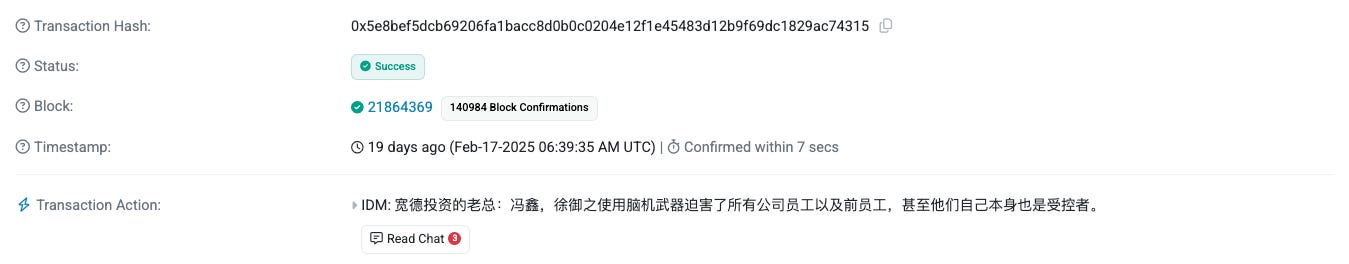 Transaction Hash: 0x5e8bef5dcb69206fa1bacc8d0b0c0204e12f1e45483d12b9f69dc1829ac74315
Status: Success
Block: 21864369 140984 Block Confirmations
Timestamp: 19 days ago (Feb-17-2025 06:39:35 AM UTC) | Confirmed within 7 secs
Transaction Action: IDM: 宽德投资的老总：冯鑫，徐御之使用脑机武器迫害了所有公司员工以及前员工，甚至他们自己本身也是受控者。
Read Chat 3